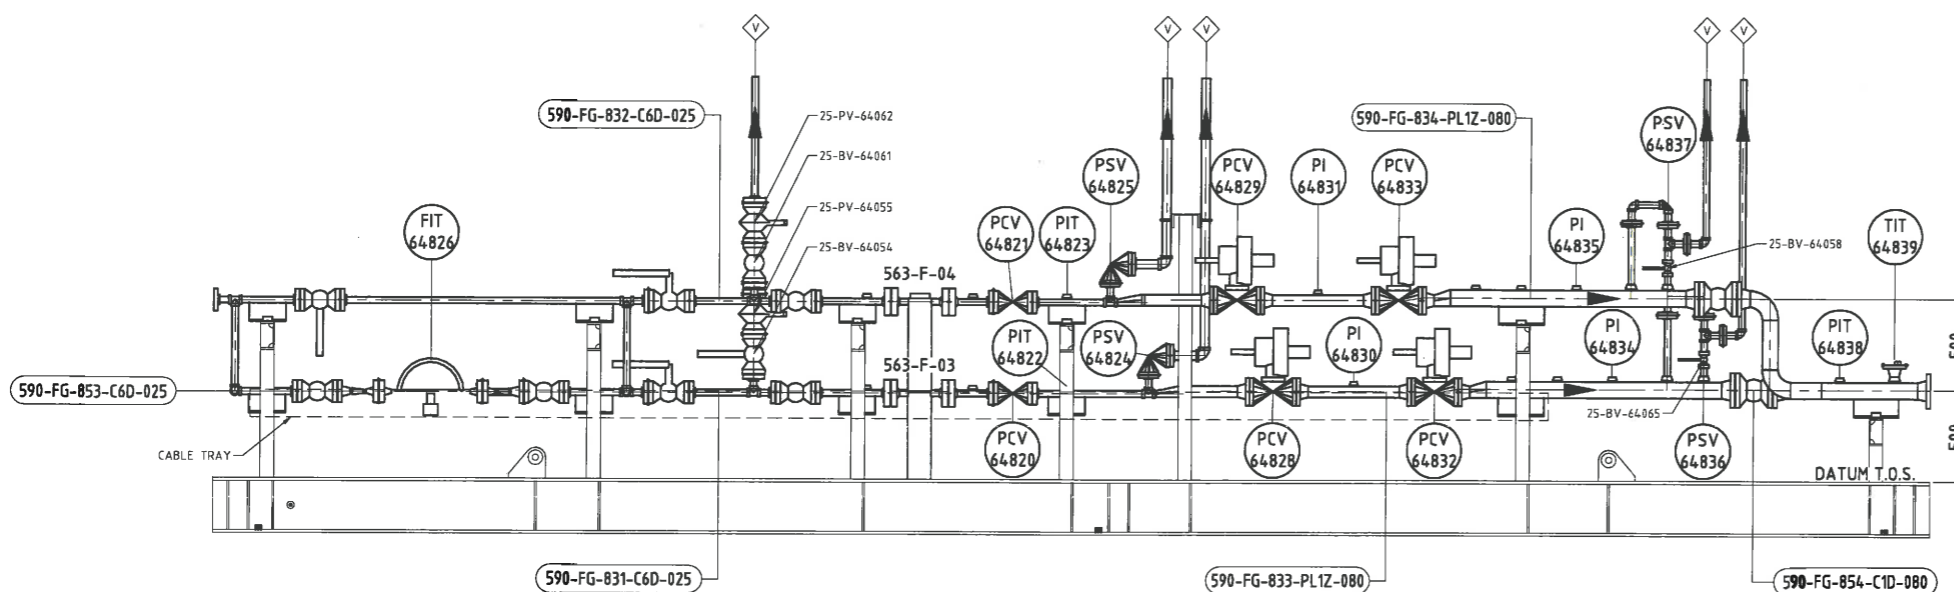 V
V
V
V
V
590-FG-832-C6D-025
25-PV-64062
590-FG-834-PL1Z-080
PSV
64837
25-BV-64061
PSV
64825
PCV
64829
PI
64831
PCV
64833
FIT
64826
25-PV-64055
PCV
64821
PIT
64823
PI
64835
TIT
64839
25-BV-64054
25-BV-64058
563-F-04
PIT
64822
PSV
64824
PI
64830
PI
64834
PIT
64838
500
563-F-03
590-FG-853-C6D-025
25-BV-64065
CABLE TRAY
PCV
64820
PCV
64828
PCV
64832
PSV
64836
500
DATUM T.O.S.
590-FG-831-C6D-025
590-FG-833-PL1Z-080
590-FG-854-C1D-080